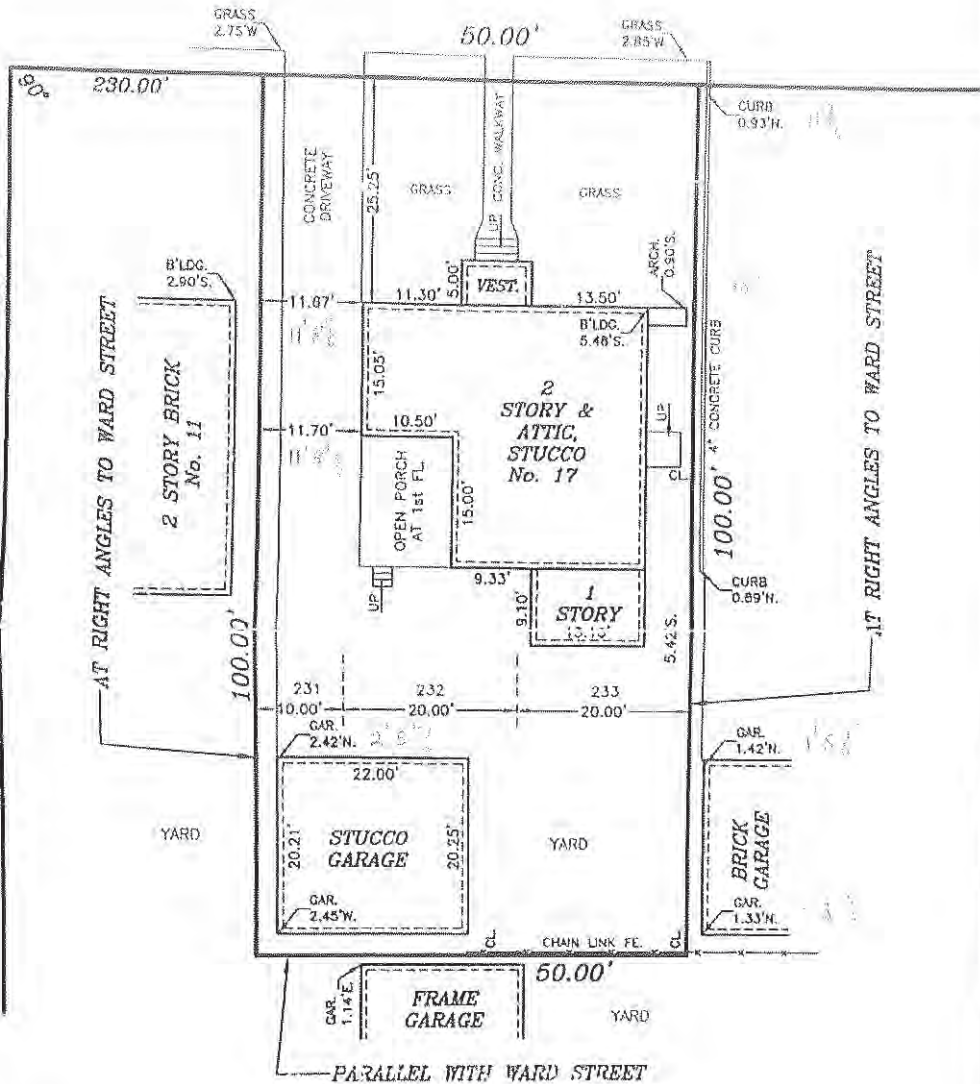 GRASS
2.75'W
50.00'
GRASS
2.85'W
90°
230.00'
CURB
0.93'N.
CONCRETE
DRIVEWAY
25.25'
GRASS
UP
CONC. WALKWAY
GRASS
B'LDG.
2.90'S.
11.87'
11.30'
5.00'
VEST.
13.50'
ARCH.
0.90'S.
B'LDG.
5.48'S.
AT RIGHT ANGLES TO WARD STREET
2 STORY BRICK
No. 11
15.05'
2
STORY &
ATTIC,
STUCCO
No. 17
11.70'
10.50'
OPEN PORCH
AT 1st FL.
15.00'
UP
CL.
4" CONCRETE CURB
100.00'
AT RIGHT ANGLES TO WARD STREET
UP
9.33'
9.10'
1
STORY
CURB
0.89'N.
5.42'S.
100.00'
231
10.00'
232
20.00'
233
20.00'
GAR.
2.42'N.
22.00'
GAR.
1.42'N.
YARD
20.21'
STUCCO
GARAGE
20.25'
YARD
BRICK
GARAGE
GAR.
2.45'W.
GAR.
1.33'N.
CL.
CHAIN LINK FE.
CL.
50.00'
GAR.
1.14'E.
FRAME
GARAGE
YARD
PARALLEL WITH WARD STREET